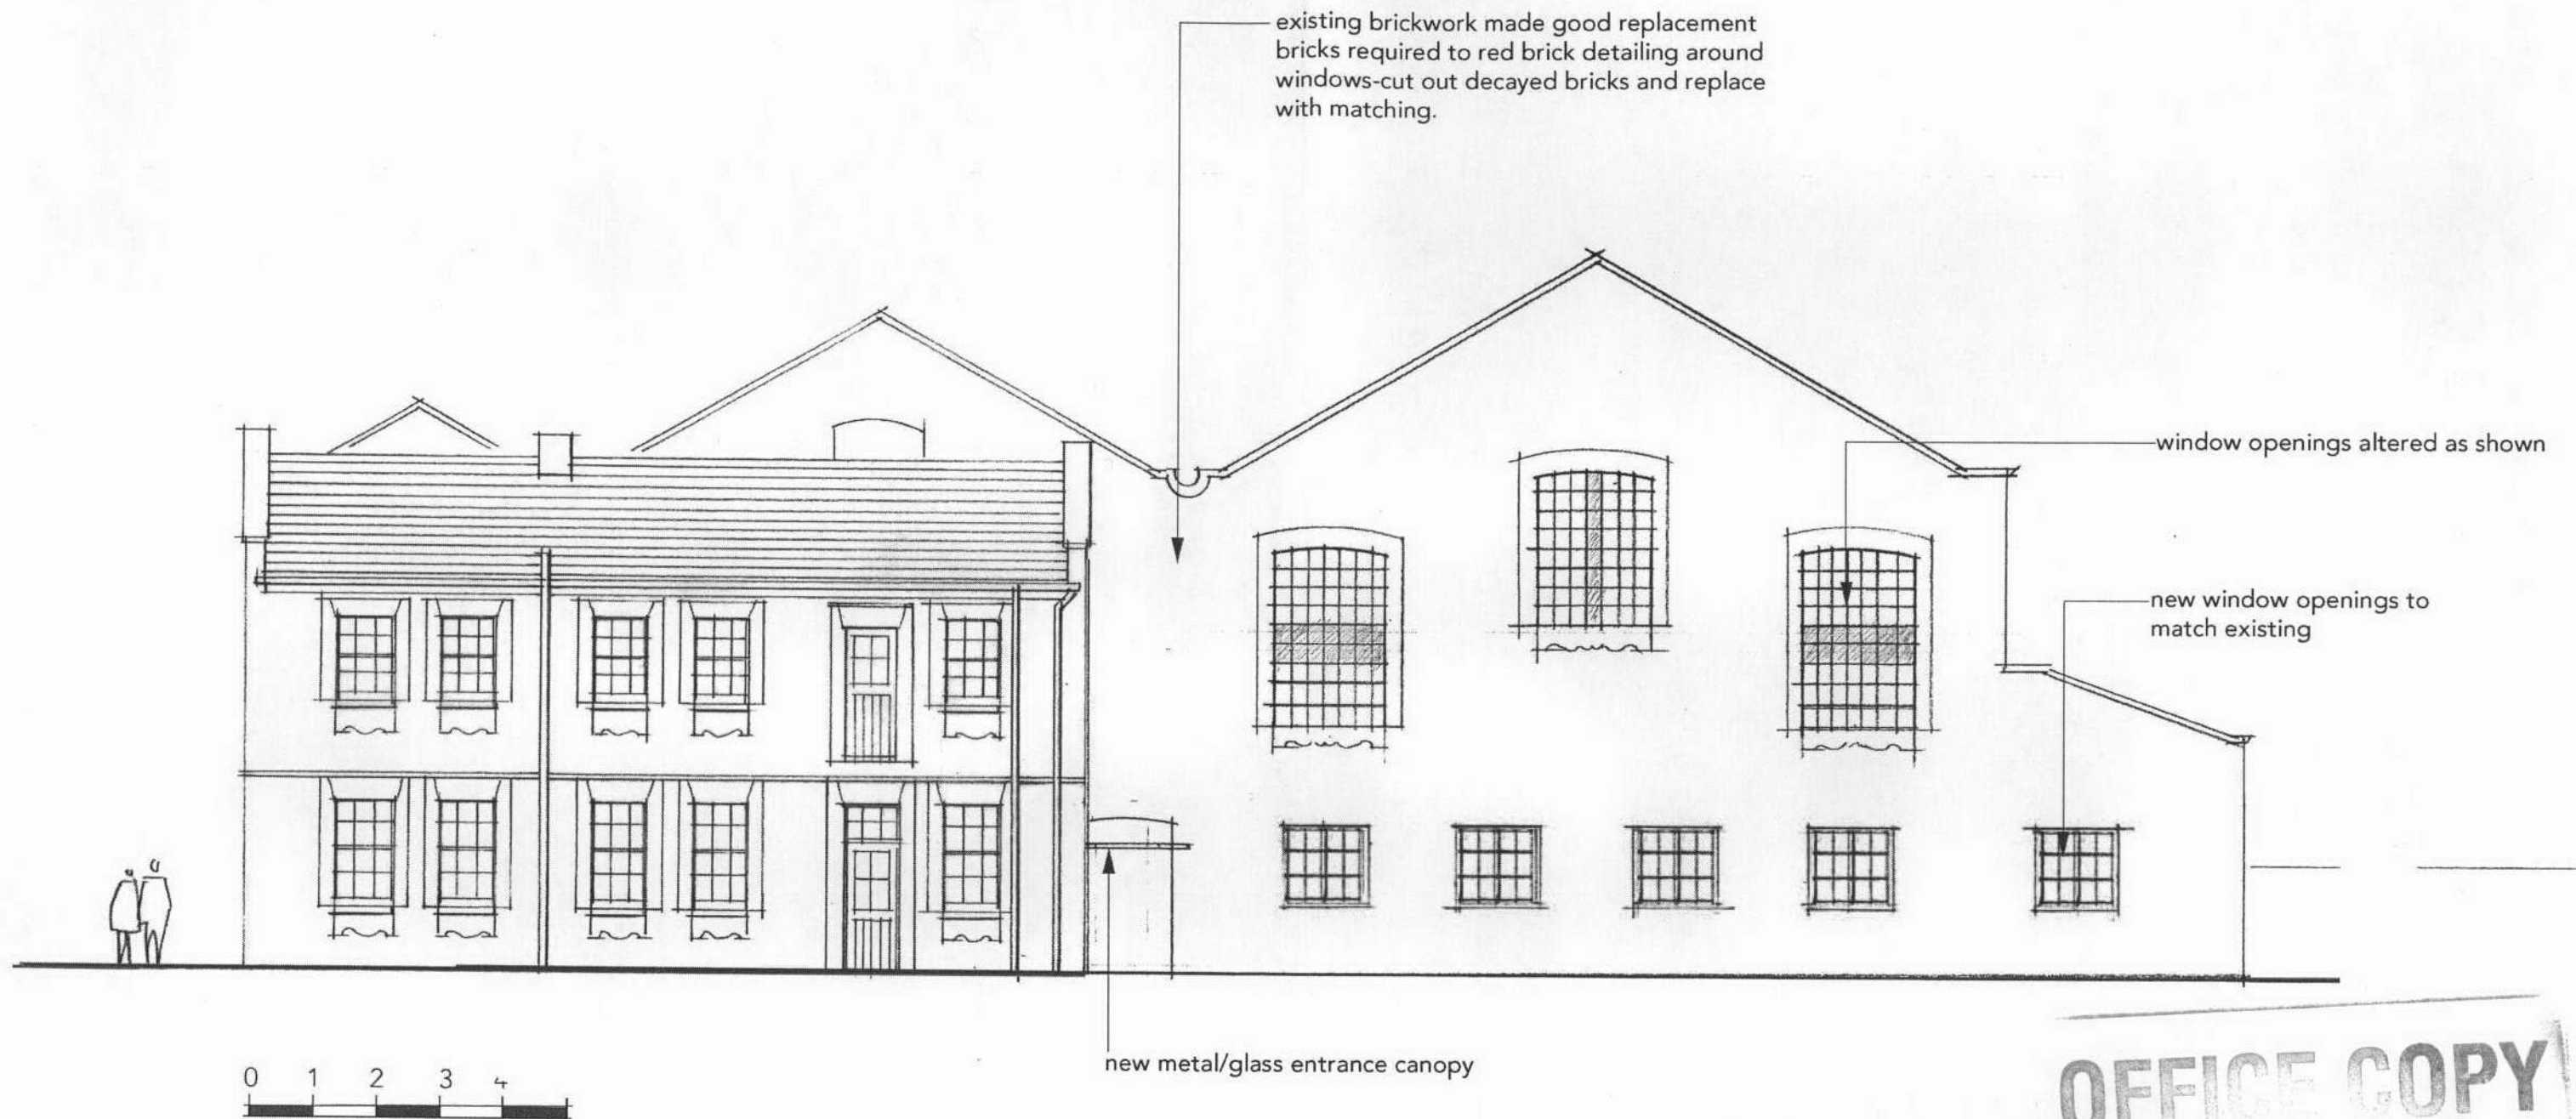 existing brickwork made good replacement
bricks required to red brick detailing around
windows-cut out decayed bricks and replace
with matching.
window openings altered as shown
new window openings to
match existing
new metal/glass entrance canopy
0 1 2 3 4
OFFICE COPY